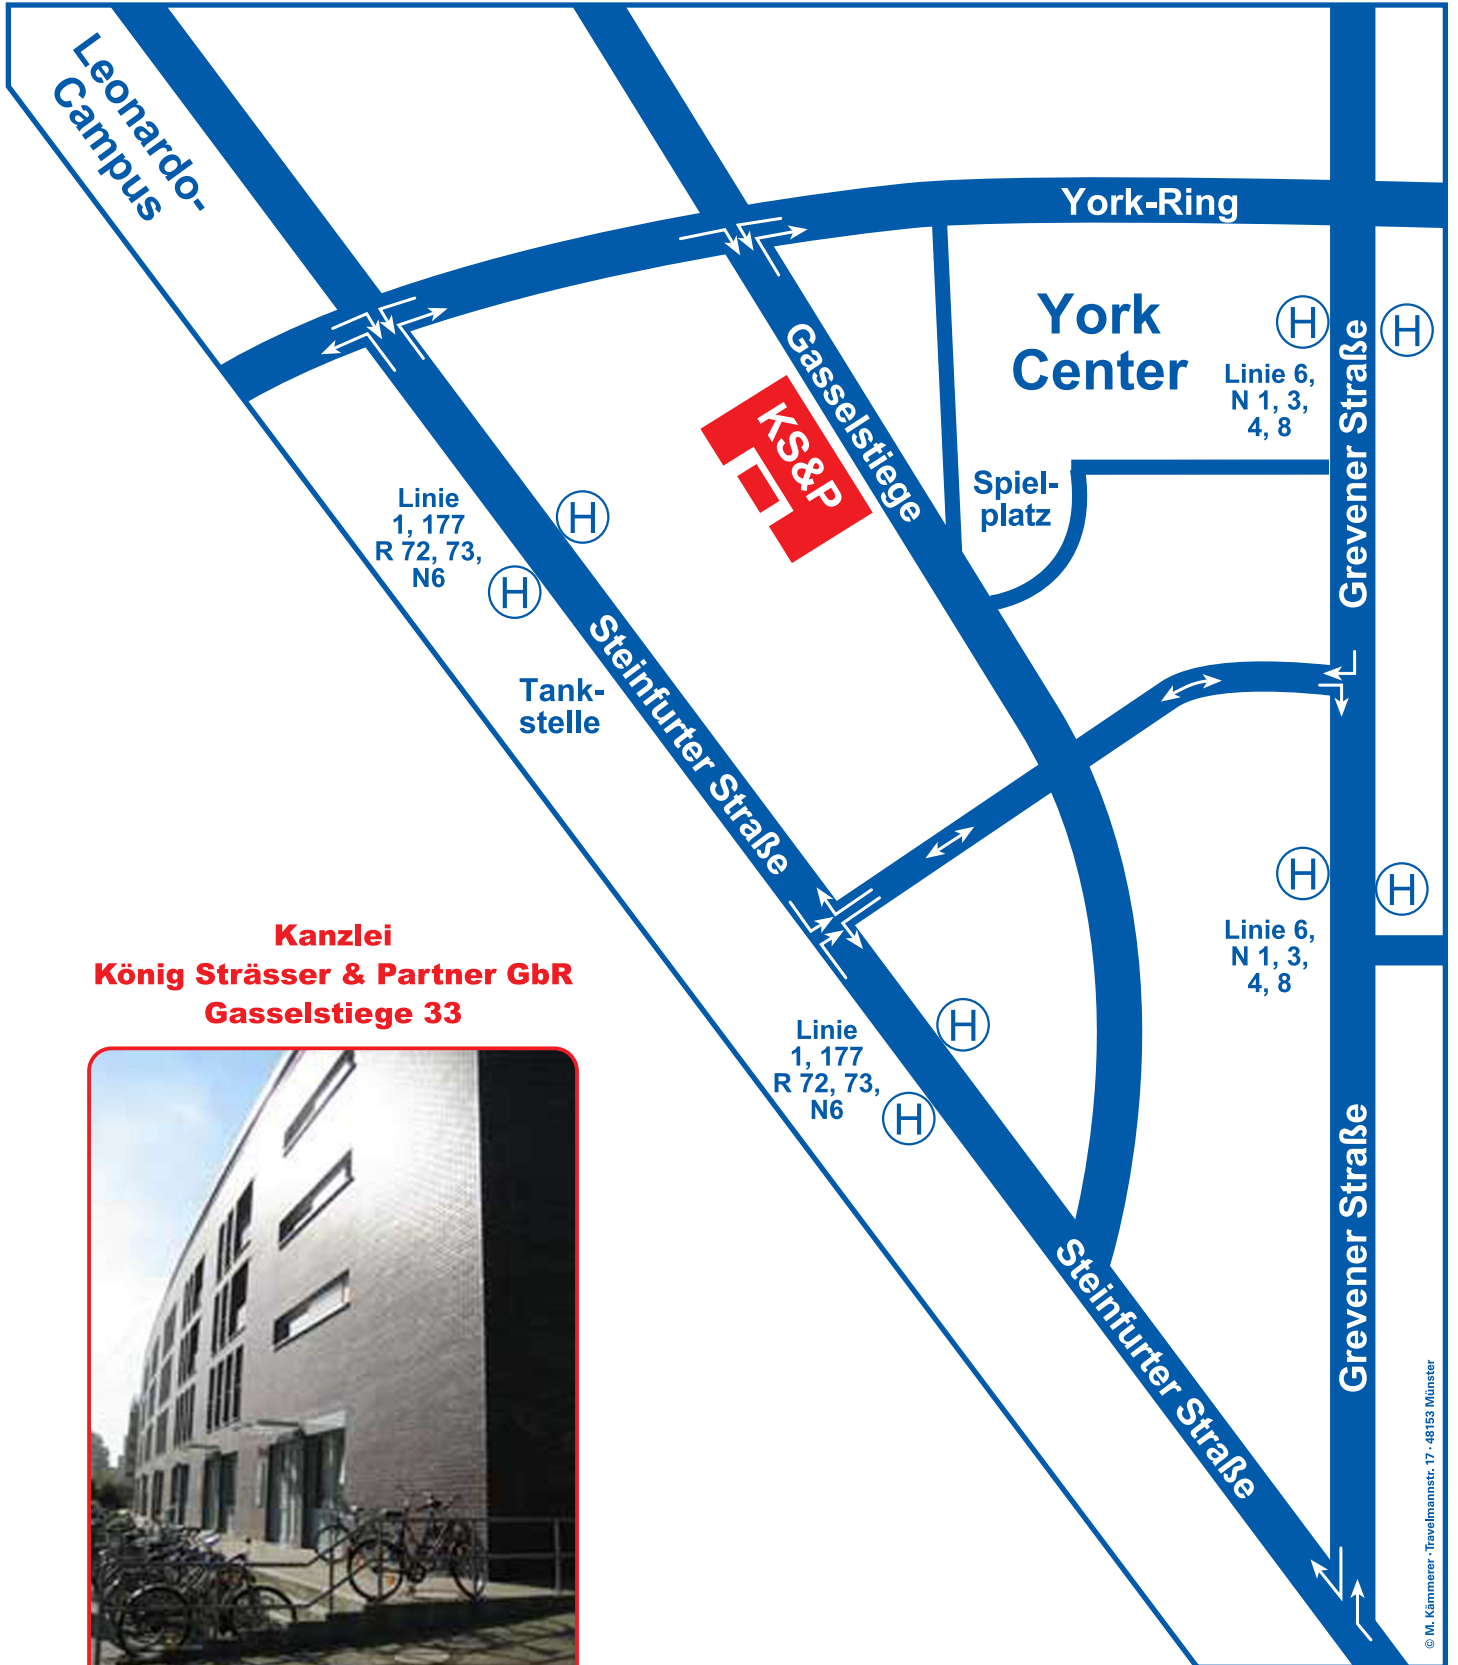 Leonardo-
Campus
York-Ring
York
Center
H
H
Linie 6,
N 1, 3,
4, 8
Grevener Straße
Gasselstiege
KS&P
Spiel-
platz
Linie
1, 177
R 72, 73,
N6
H
H
Steinfurter Straße
Tank-
stelle
H
H
Linie 6,
N 1, 3,
4, 8
Kanzlei
König Strässer & Partner GbR
Gasselstiege 33
Linie
1, 177
R 72, 73,
N6
H
H
Steinfurter Straße
Grevener Straße
© M. Kämmerer · Travelmannstr. 17 · 48153 Münster